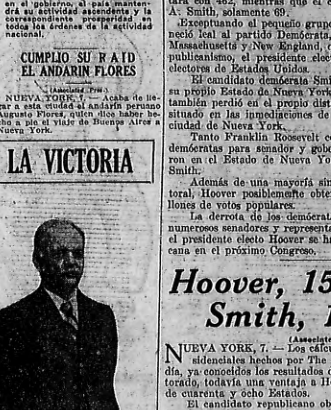 en el gobierno, el país manten-
drá su actividad ascendente y la
correspondiente prosperidad en
todos los órdenes de la actividad
nacional.
CUMPLIO SU RAID
EL ANDARIN FLORES
(Associated Press.)
NUEVA YORK, 7. — Acaba de lle-
gar a esta ciudad el andarín peruano
Augusto Flores, quien dice haber he-
cho a pie el viaje de Buenos Aires a
Nueva York.
LA VICTORIA
tará con 462, mientras que el
A. Smith, solamente 69.
Exceptuando el pequeño grupo
neció leal al partido Demócrata,
Massachusetts y New England,
publicanismo, el presidente elec
electores de Estados Unidos.
El candidato demócrata Smit
su propio Estado de Nueva York
también perdió en el propio dist
situado en las inmediaciones de
ciudad de Nueva York.
Tanto Franklin Roosevelt c
demócratas para senador y gober
ron en el Estado de Nueva Yo
Smith.
Además de una mayoría sin
toral, Hoover posiblemente obte
llones de votos populares.
La derrota de los demócrat
numerosos senadores y representa
el presidente electo Hoover se h
cana en el próximo Congreso.
Hoover, 15
Smith, 1
(Associate
NUEVA YORK, 7. — Los cálcu
sidenciales hechos por The
día, ya conocidos los resultados
torado, todavía una ventaja a H
de cuarenta y ocho Estados.
El candidato republicano ob